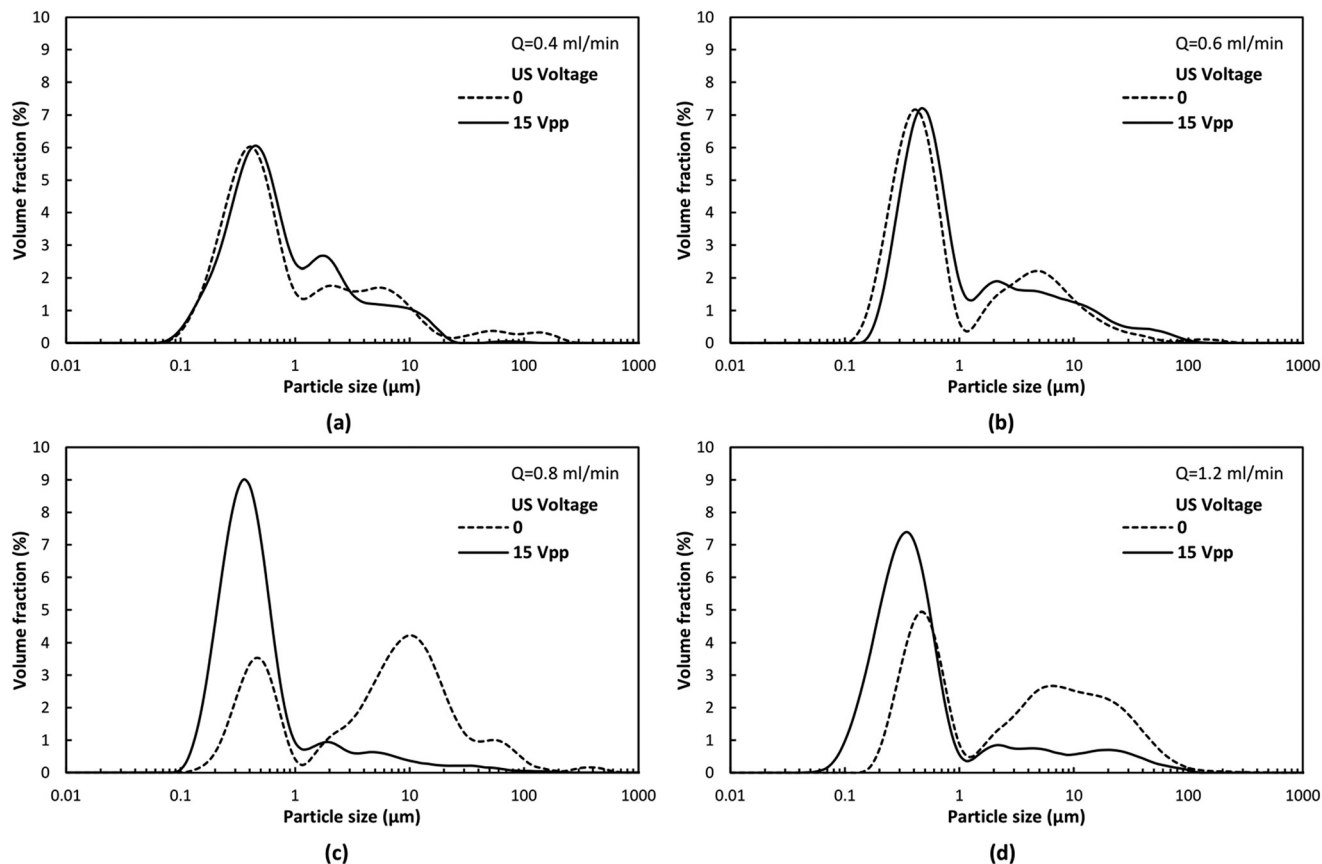 10
9
8
7
6
5
4
3
2
1
0
Volume fraction (%)
Q=0.4 ml/min
US Voltage
0
15 Vpp
0.01 0.1 1 10 100 1000
Particle size (µm)
(a)
10
9
8
7
6
5
4
3
2
1
0
Volume fraction (%)
Q=0.6 ml/min
US Voltage
0
15 Vpp
0.01 0.1 1 10 100 1000
Particle size (µm)
(b)
10
9
8
7
6
5
4
3
2
1
0
Volume fraction (%)
Q=0.8 ml/min
US Voltage
0
15 Vpp
0.01 0.1 1 10 100 1000
Particle size (µm)
(c)
10
9
8
7
6
5
4
3
2
1
0
Volume fraction (%)
Q=1.2 ml/min
US Voltage
0
15 Vpp
0.01 0.1 1 10 100 1000
Particle size (µm)
(d)